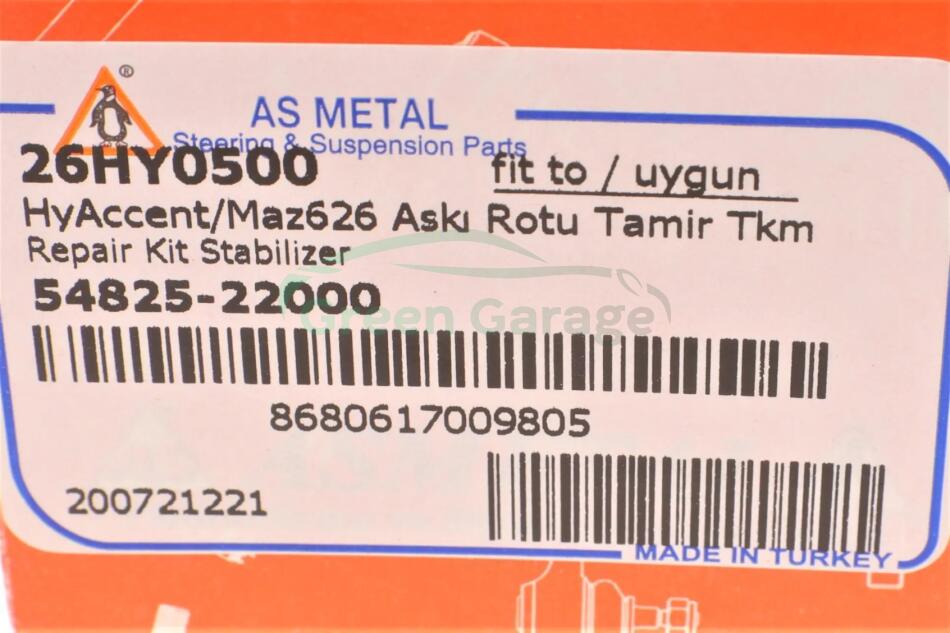 ®
AS METAL
Steering & Suspension Parts
26HY0500
fit to / uygun
HyAccent/Maz626 Askı Rotu Tamir Tkm
Repair Kit Stabilizer
54825-22000
Green Garage
8680617009805
200721221
MADE IN TURKEY